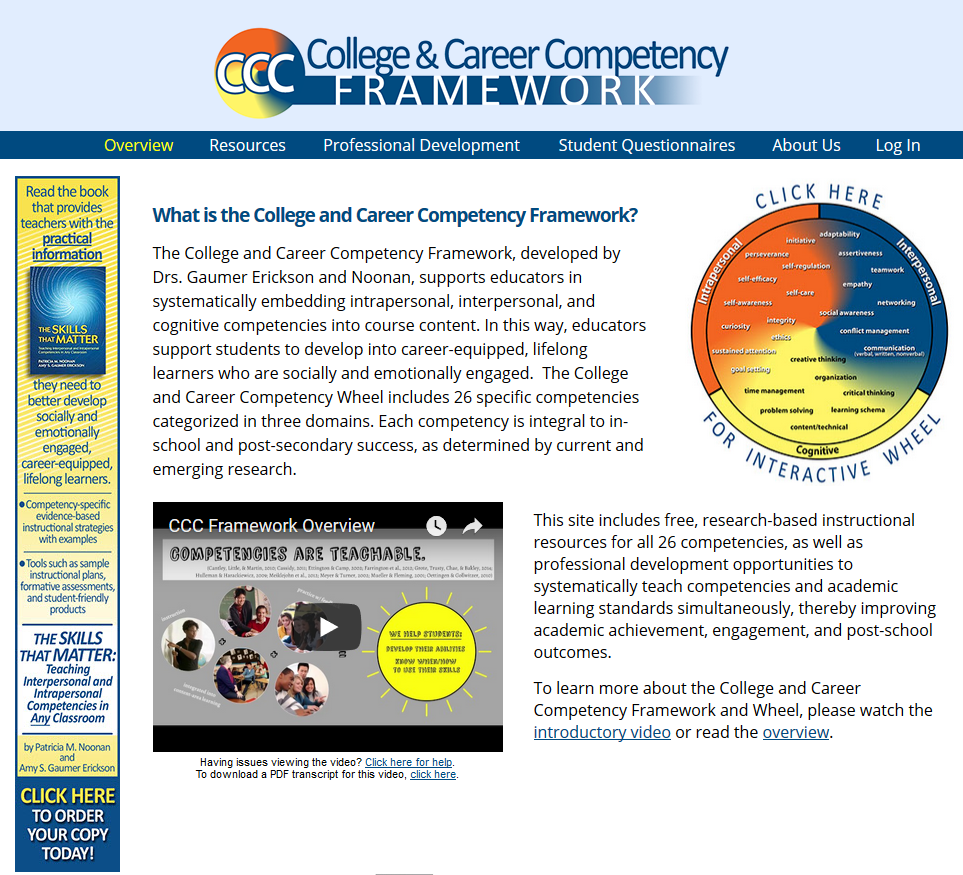 CCC College & Career Competency
FRAMEWORK
Overview Resources Professional Development Student Questionnaires About Us Log In
Read the book
that provides
teachers with the
practical
information
THE SKILLS
THAT MATTER
Teaching Interpersonal and Intrapersonal
Competencies in Any Classroom
PATRICIA M. NOONAN
AMY S. GAUMER ERICKSON
they need to
better develop
socially and
emotionally
engaged,
career-equipped,
lifelong learners.
•Competency-specific
evidence-based
instructional strategies
with examples
•Tools such as sample
instructional plans,
formative assessments,
and student-friendly
products
THE SKILLS
THAT MATTER:
Teaching
Interpersonal and
Intrapersonal
Competencies in
Any Classroom
by Patricia M. Noonan
and
Amy S. Gaumer Erickson
CLICK HERE
TO ORDER
YOUR COPY
TODAY!
What is the College and Career Competency Framework?
The College and Career Competency Framework, developed by
Drs. Gaumer Erickson and Noonan, supports educators in
systematically embedding intrapersonal, interpersonal, and
cognitive competencies into course content. In this way, educators
support students to develop into career-equipped, lifelong
learners who are socially and emotionally engaged.  The College
and Career Competency Wheel includes 26 specific competencies
categorized in three domains. Each competency is integral to in-
school and post-secondary success, as determined by current and
emerging research.
CLICK HERE
Intrapersonal
Interpersonal
adaptability
initiative
perseverance
assertiveness
self-regulation
teamwork
self-efficacy
empathy
self-care
self-awareness
networking
social awareness
integrity
curiosity
conflict management
ethics
sustained attention
communication
(verbal, written, nonverbal)
creative thinking
goal setting
organization
time management
critical thinking
problem solving
learning schema
content/technical
Cognitive
FOR INTERACTIVE WHEEL
CCC Framework Overview
COMPETENCIES ARE TEACHABLE.
WE HELP STUDENTS:
DEVELOP THEIR ABILITIES
KNOW WHEN/HOW
TO USE THEIR SKILLS
Having issues viewing the video? Click here for help.
To download a PDF transcript for this video, click here.
This site includes free, research-based instructional
resources for all 26 competencies, as well as
professional development opportunities to
systematically teach competencies and academic
learning standards simultaneously, thereby improving
academic achievement, engagement, and post-school
outcomes.
To learn more about the College and Career
Competency Framework and Wheel, please watch the
introductory video or read the overview.